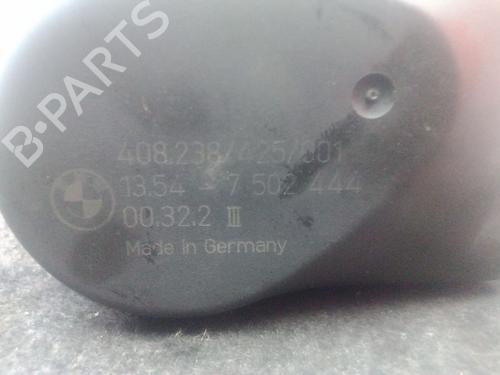 B-PARTS
408.238/425/001
13.54 - 7 502 444
00.32.2 III
Made in Germany